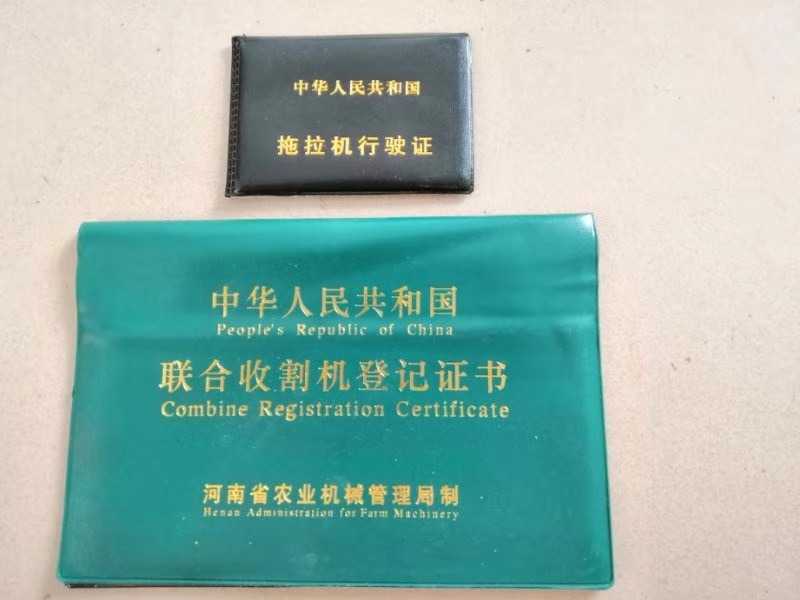 中华人民共和国
拖拉机行驶证
中华人民共和国
People's Republic of China
联合收割机登记证书
Combine Registration Certificate
河南省农业机械管理局制
Henan Administration for Farm Machinery